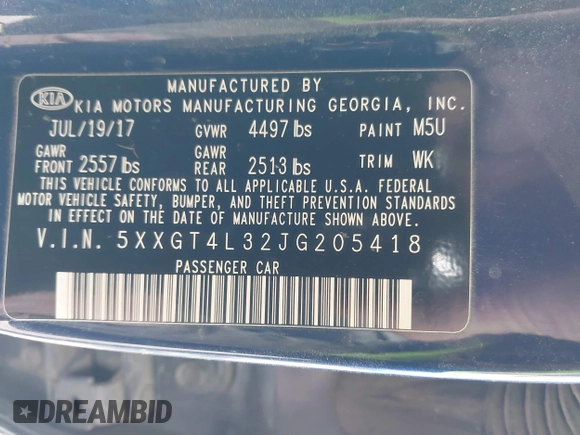 MANUFACTURED BY
KIA KIA MOTORS MANUFACTURING GEORGIA, INC.
JUL/19/17 GVWR 4497 lbs PAINT M5U
GAWR FRONT 2557 lbs GAWR REAR 2513 lbs TRIM WK
THIS VEHICLE CONFORMS TO ALL APPLICABLE U.S.A. FEDERAL
MOTOR VEHICLE SAFETY, BUMPER, AND THEFT PREVENTION STANDARDS
IN EFFECT ON THE DATE OF MANUFACTURE SHOWN ABOVE.
V.I.N. 5XXGT4L32JG205418
PASSENGER CAR
DREAMBID